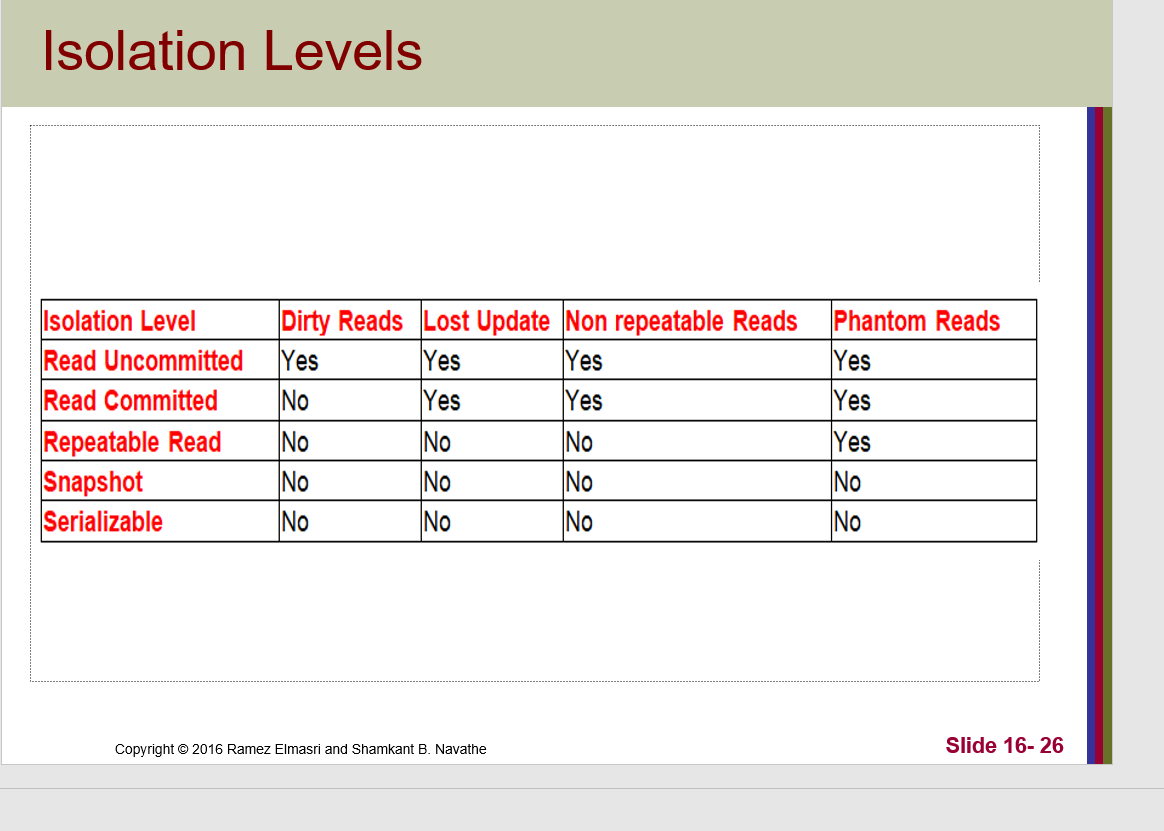 Isolation Levels
Isolation Level Dirty Reads Lost Update Non repeatable Reads Phantom Reads
Read Uncommitted Yes Yes Yes Yes
Read Committed No Yes Yes Yes
Repeatable Read No No No Yes
Snapshot No No No No
Serializable No No No No
Copyright © 2016 Ramez Elmasri and Shamkant B. Navathe
Slide 16- 26